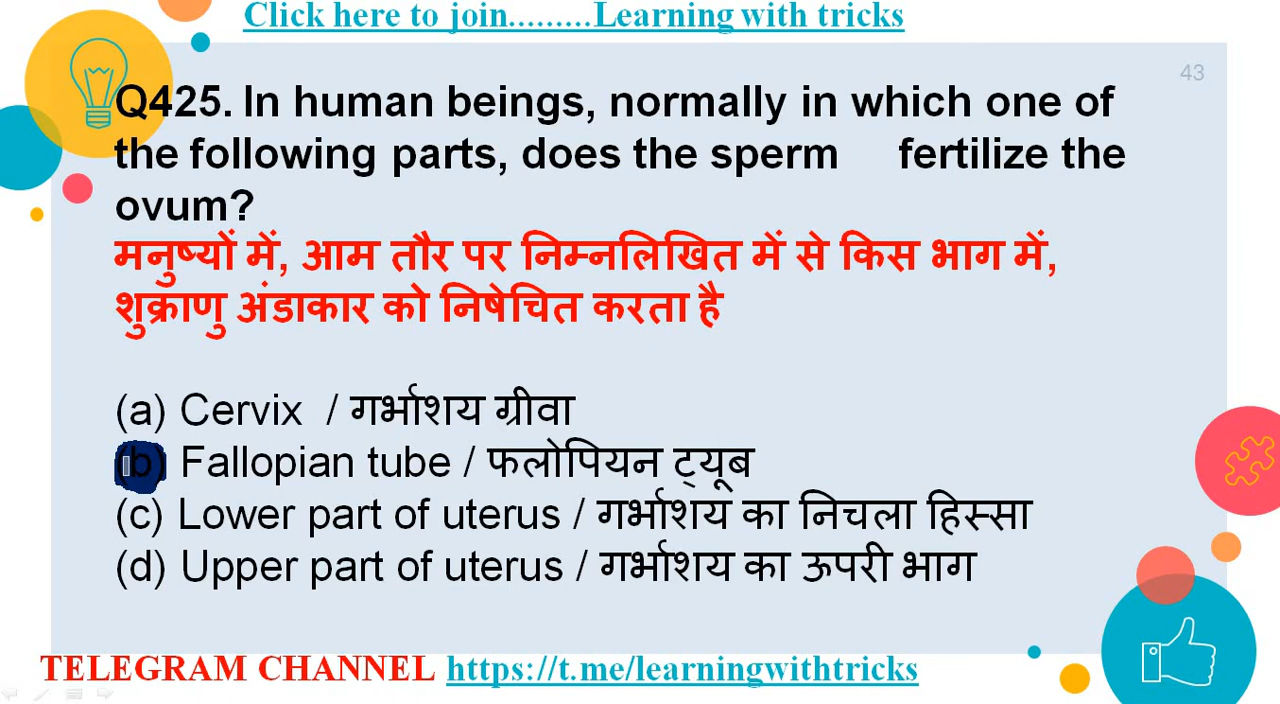 Click here to join.........Learning with tricks
43
Q425. In human beings, normally in which one of
the following parts, does the sperm fertilize the
ovum?
मनुष्यों में, आम तौर पर निम्नलिखित में से किस भाग में,
शुक्राणु अंडाकार को निषेचित करता है
(a) Cervix / गर्भाशय ग्रीवा
(b) Fallopian tube / फलोपियन ट्यूब
(c) Lower part of uterus / गर्भाशय का निचला हिस्सा
(d) Upper part of uterus / गर्भाशय का ऊपरी भाग
TELEGRAM CHANNEL https://t.me/learningwithtricks